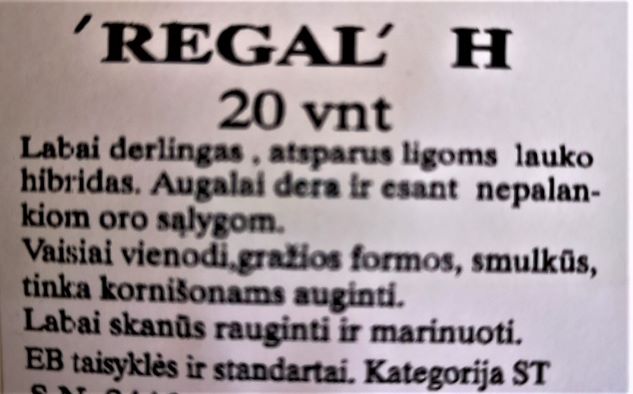 ´REGAL´ H
20 vnt
Labai derlingas , atsparus ligoms lauko
hibridas. Augalai dera ir esant nepalan-
kiom oro sąlygom.
Vaisiai vienodi,gražios formos, smulkūs,
tinka kornišonams auginti.
Labai skanūs rauginti ir marinuoti.
EB taisyklės ir standartai. Kategorija ST